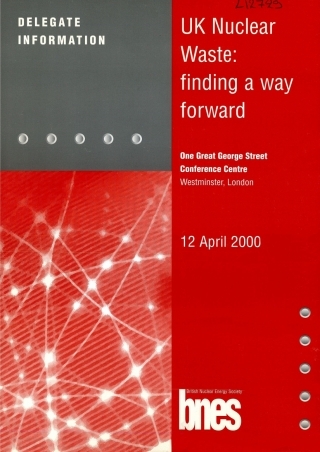 DELEGATE
INFORMATION
L12725
UK Nuclear
Waste:
finding a way
forward
One Great George Street
Conference Centre
Westminster, London
12 April 2000
British Nuclear Energy Society
bnes